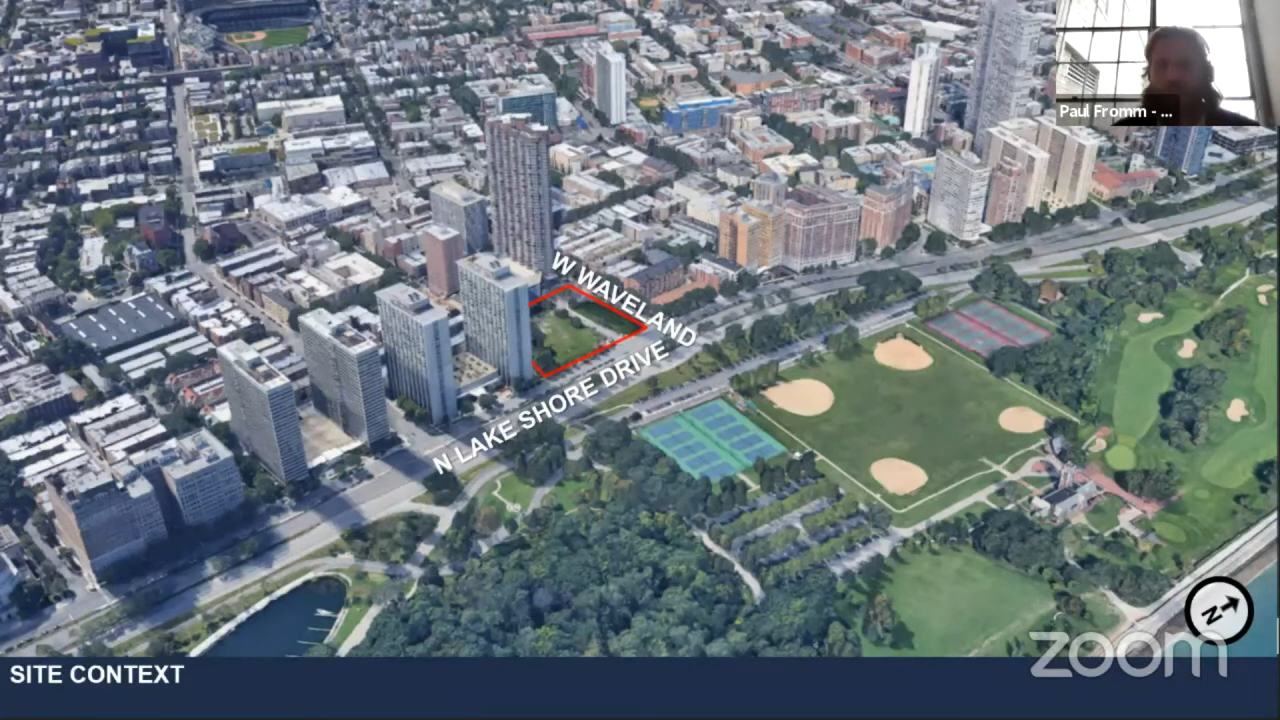 Paul Fromm - ...
W WAVELAND
N LAKE SHORE DRIVE
N
zoom
SITE CONTEXT